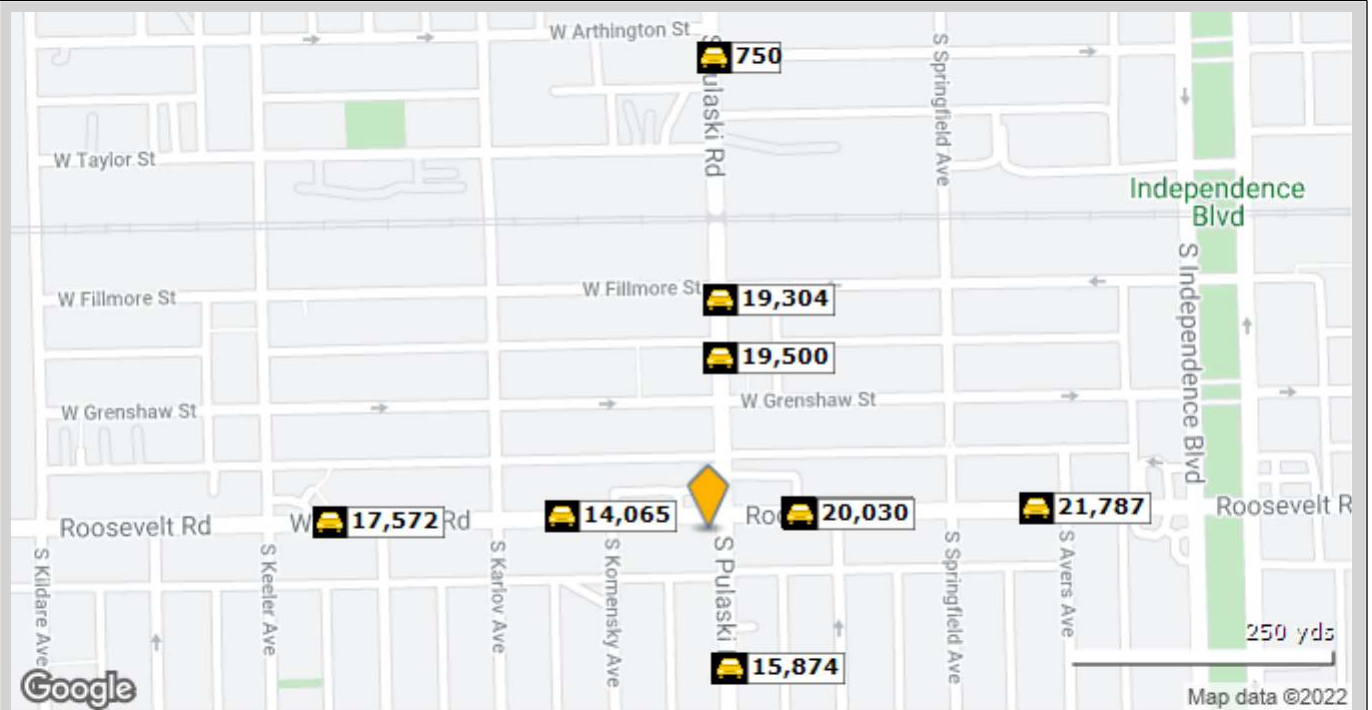 W Arthington St
S
750
S Springfield Ave
ulaski Rd
W Taylor St
Independence
Blvd
S Independence Blvd
W Fillmore St
W Fillmore St
19,304
19,500
W Grenshaw St
W Grenshaw St
Roosevelt Rd
W
17,572
Rd
14,065
Roo
20,030
21,787
Roosevelt R
S Kildare Ave
S Keeler Ave
S Karlov Ave
S Komensky Ave
S Pulaski
S Springfield Ave
S Avers Ave
15,874
250 yds
Google
Map data ©2022